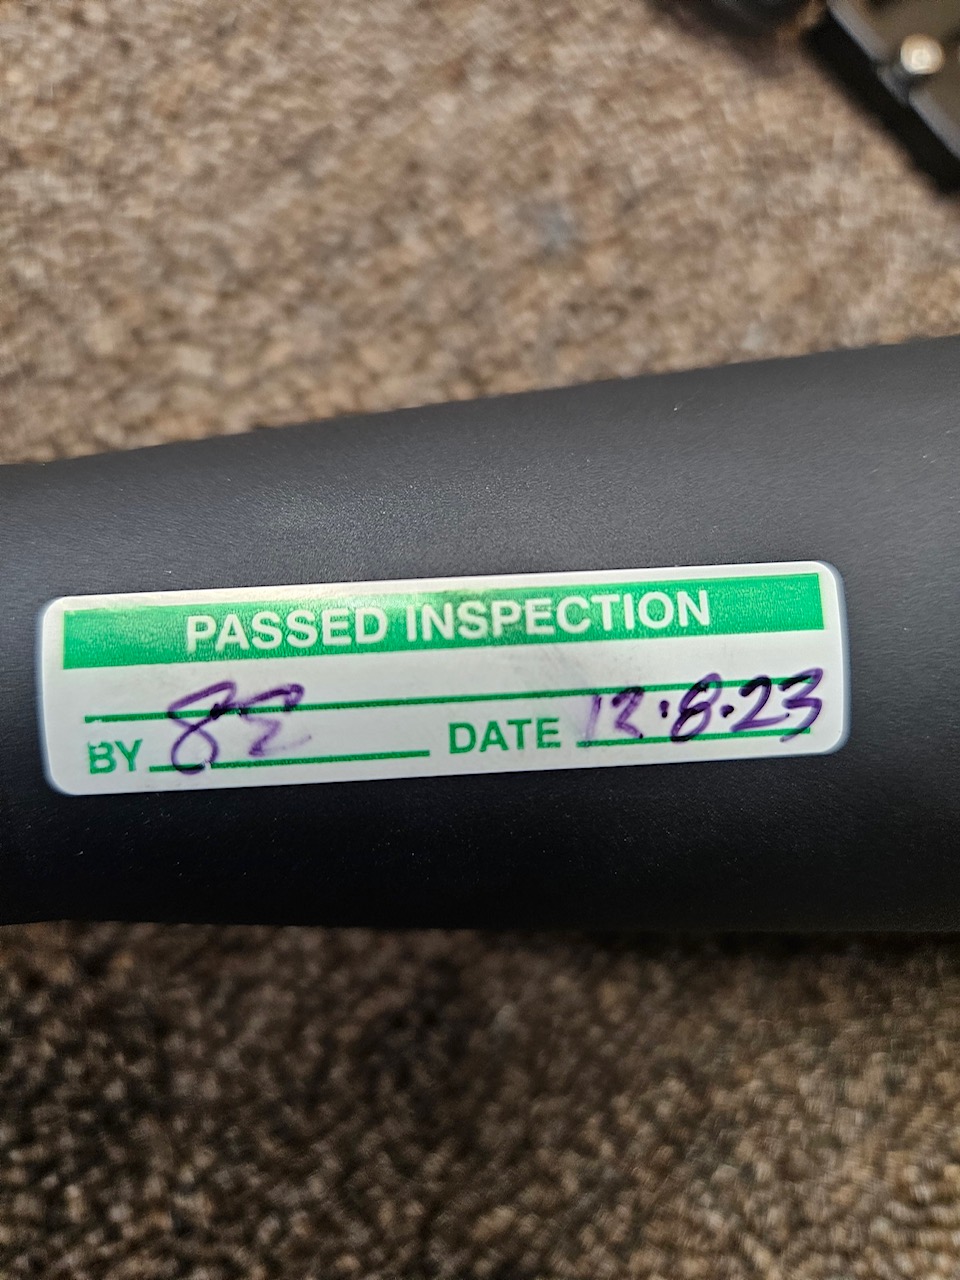 PASSED INSPECTION
BY DATE 12.8.23